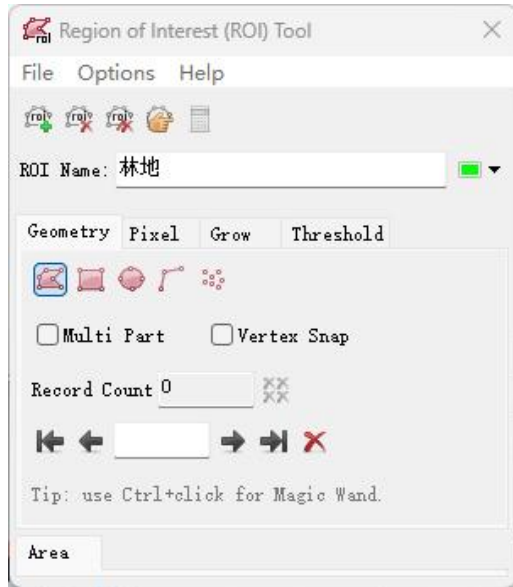 Region of Interest (ROI) Tool
File Options Help
ROI Name: 林地
Geometry Pixel Grow Threshold
Multi Part Vertex Snap
Record Count 0
Tip: use Ctrl+click for Magic Wand.
Area